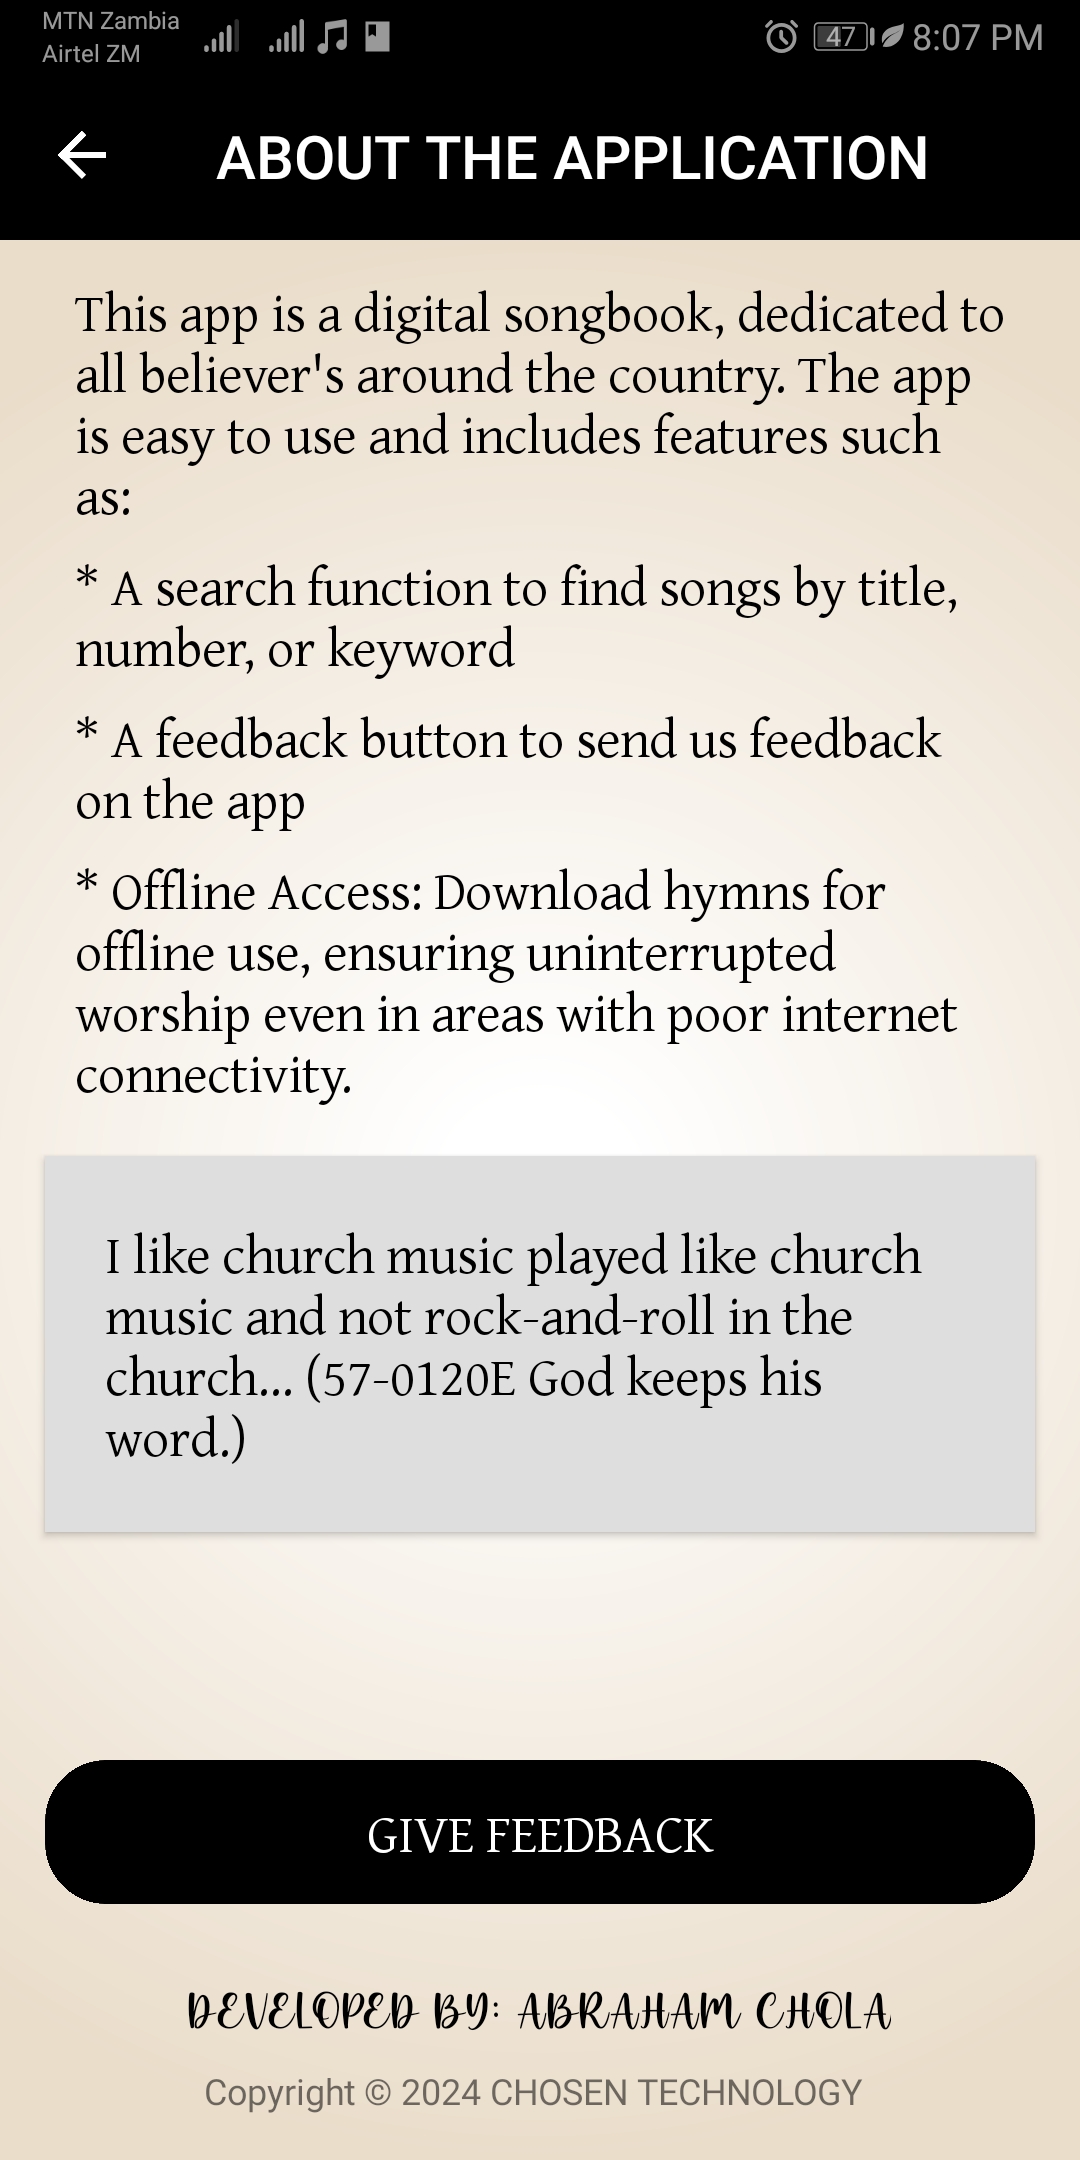 MTN Zambia
Airtel ZM
47
8:07 PM
ABOUT THE APPLICATION
This app is a digital songbook, dedicated to
all believer's around the country. The app
is easy to use and includes features such
as:
* A search function to find songs by title,
number, or keyword
* A feedback button to send us feedback
on the app
* Offline Access: Download hymns for
offline use, ensuring uninterrupted
worship even in areas with poor internet
connectivity.
I like church music played like church
music and not rock-and-roll in the
church... (57-0120E God keeps his
word.)
GIVE FEEDBACK
DEVELOPED BY: ABRAHAM CHOLA
Copyright © 2024 CHOSEN TECHNOLOGY